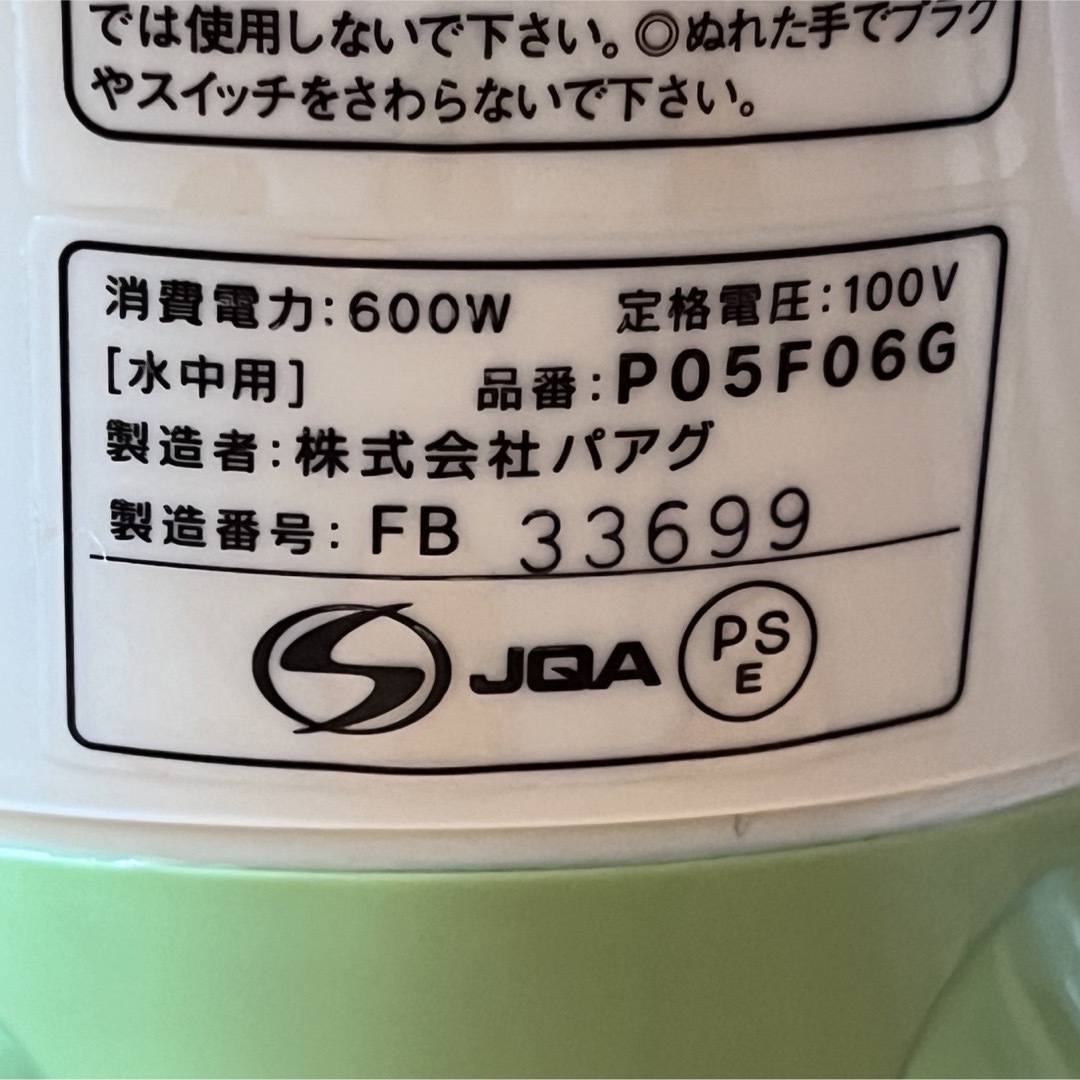 では使用しないで下さい。◎ぬれた手でプラグ
やスイッチをさわらないで下さい。
消費電力:600W 定格電圧:100V
[水中用] 品番:P05F06G
製造者:株式会社パアグ
製造番号: FB 33699
S JQA PS
E